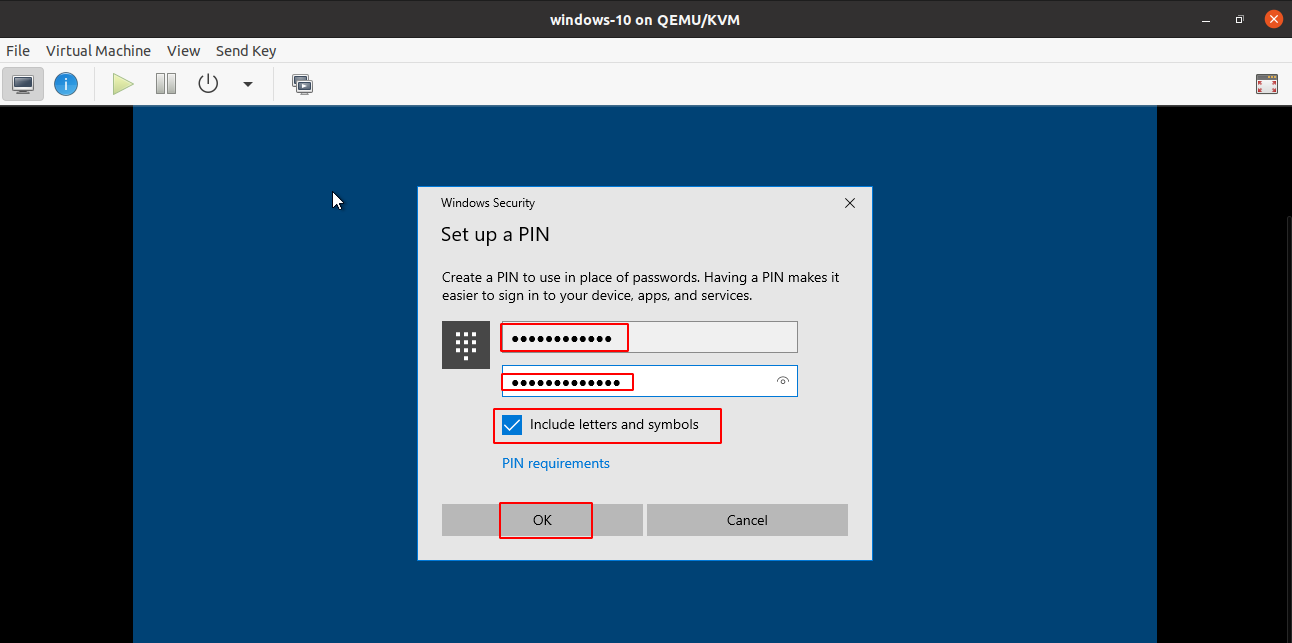 windows-10 on QEMU/KVM
File Virtual Machine View Send Key
Windows Security
Set up a PIN
Create a PIN to use in place of passwords. Having a PIN makes it
easier to sign in to your device, apps, and services.
●●●●●●●●●●●●
●●●●●●●●●●●●●
Include letters and symbols
PIN requirements
OK Cancel